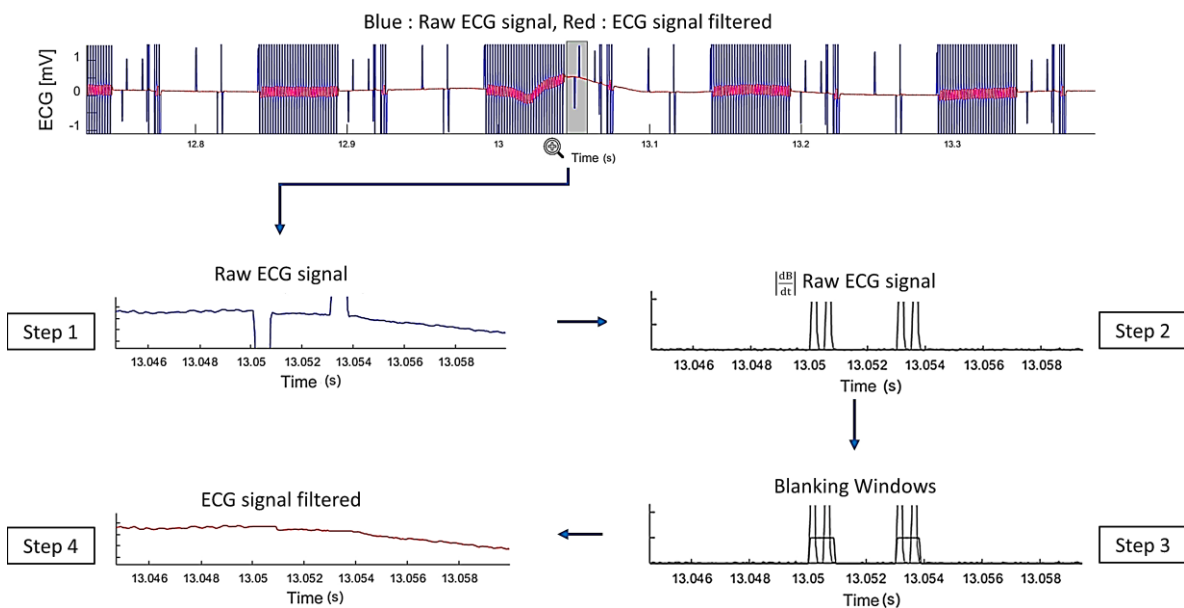 Blue : Raw ECG signal, Red : ECG signal filtered
ECG [mV]
1
0
-1
12.8 12.9 13 13.1 13.2 13.3
Time (s)
Raw ECG signal
|dB/dt| Raw ECG signal
Step 1
Step 2
13.046 13.048 13.05 13.052 13.054 13.056 13.058
Time (s)
13.046 13.048 13.05 13.052 13.054 13.056 13.058
Time (s)
ECG signal filtered
Blanking Windows
Step 4
Step 3
13.046 13.048 13.05 13.052 13.054 13.056 13.058
Time (s)
13.046 13.048 13.05 13.052 13.054 13.056 13.058
Time (s)